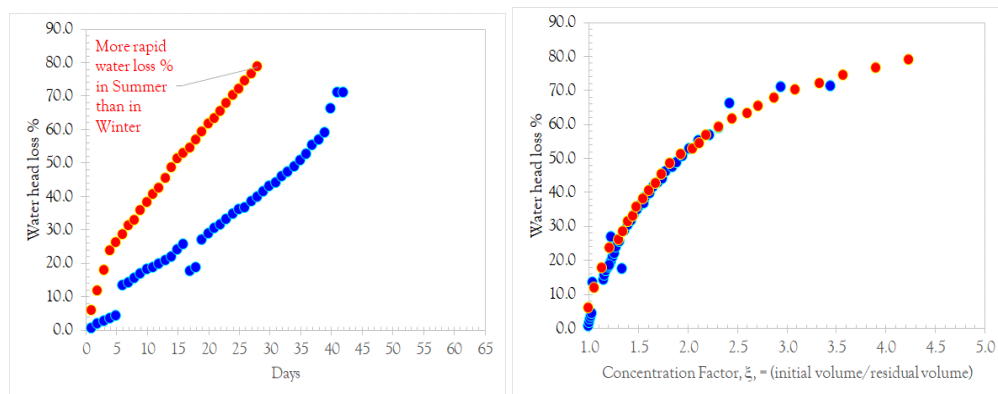 90.0
80.0
70.0
60.0
50.0
40.0
30.0
20.0
10.0
0.0
Water head loss %
More rapid
water loss %
in Summer
than in
Winter
0 5 10 15 20 25 30 35 40 45 50 55 60 65
Days
90.0
80.0
70.0
60.0
50.0
40.0
30.0
20.0
10.0
0.0
Water head loss %
1.0 1.5 2.0 2.5 3.0 3.5 4.0 4.5 5.0
Concentration Factor, ξ, = (initial volume/residual volume)